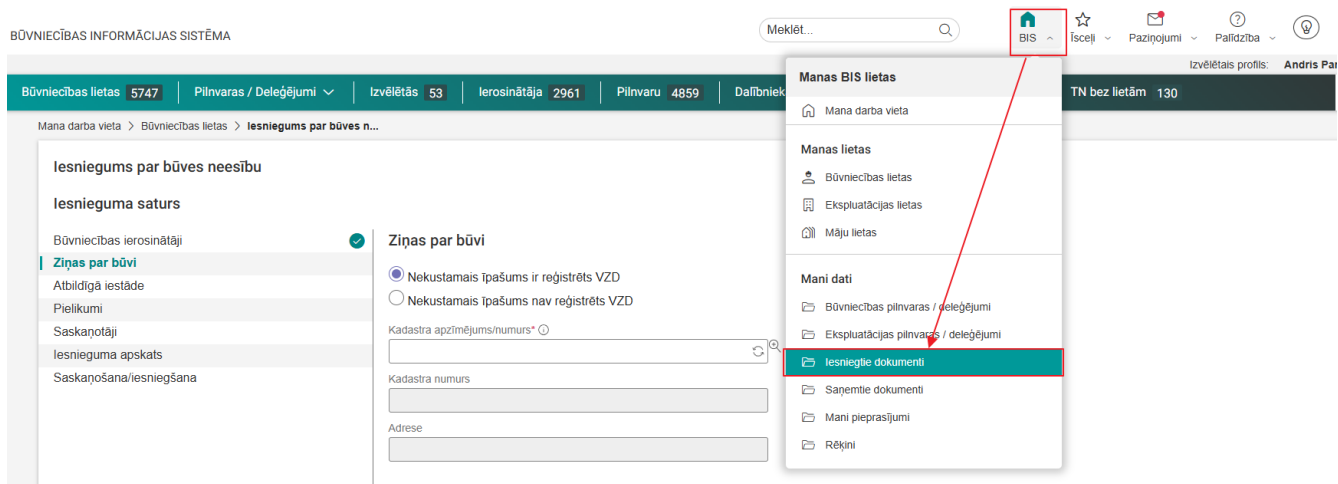 BŪVNIECĪBAS INFORMĀCIJAS SISTĒMA
Meklēt...
BIS
Īsceļi
Paziņojumi
Palīdzība
Izvēlētais profils: Andris Par
Būvniecības lietas 5747
Pilnvaras / Deleģējumi
Izvēlētās 53
Ierosinātāja 2961
Pilnvaru 4859
Dalībniek
TN bez lietām 130
Mana darba vieta > Būvniecības lietas > Iesniegums par būves n...
Iesniegums par būves neesību
Iesnieguma saturs
Būvniecības ierosinātāji
Ziņas par būvi
Atbildīgā iestāde
Pielikumi
Saskaņotāji
Iesnieguma apskats
Saskaņošana/iesniegšana
Ziņas par būvi
Nekustamais īpašums ir reģistrēts VZD
Nekustamais īpašums nav reģistrēts VZD
Kadastra apzīmējums/numurs*
Kadastra numurs
Adrese
Manas BIS lietas
Mana darba vieta
Manas lietas
Būvniecības lietas
Ekspluatācijas lietas
Māju lietas
Mani dati
Būvniecības pilnvaras / deleģējumi
Ekspluatācijas pilnvaras / deleģējumi
Iesniegtie dokumenti
Saņemtie dokumenti
Mani pieprasījumi
Rēķini